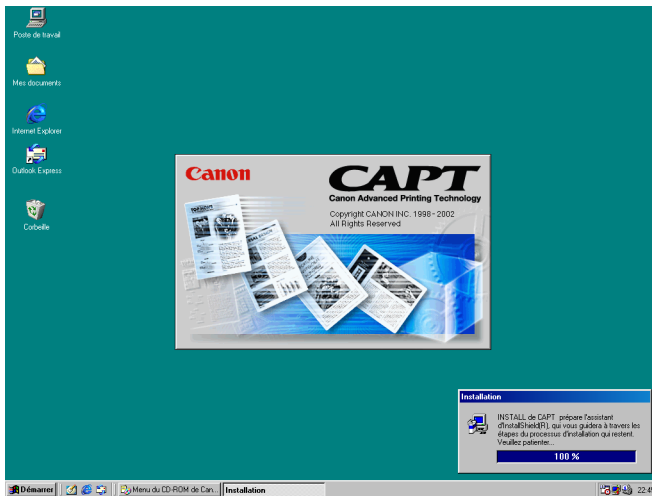 Poste de travail
Mes documents
Internet Explorer
Outlook Express
Corbeille
Canon
CAPT
Canon Advanced Printing Technology
Copyright CANON INC. 1998 - 2002
All Rights Reserved
Installation
INSTALL de CAPT prépare l'assistant
d'InstallShield(R), qui vous guidera à travers les
étapes du processus d'installation qui restent.
Veuillez patienter...
100 %
Démarrer
Menu du CD-ROM de Can...
Installation